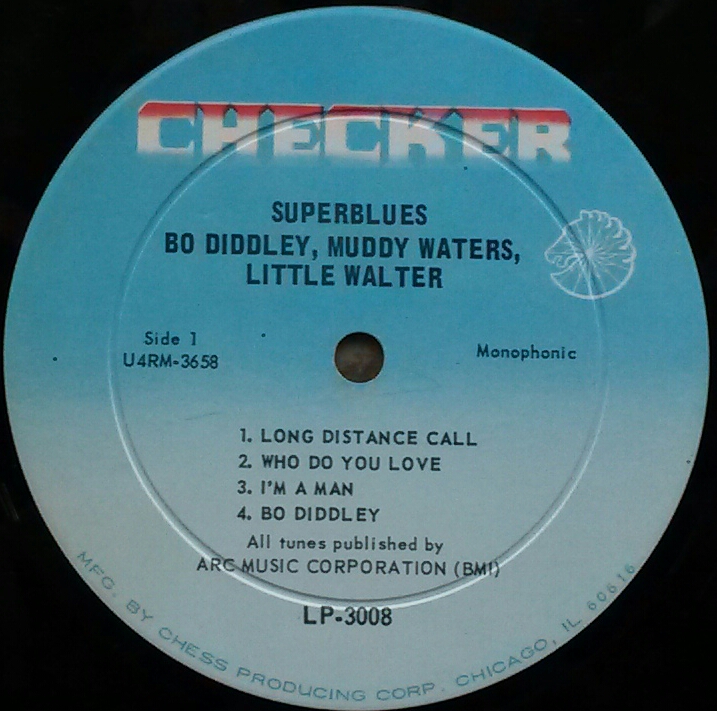 CHECKER
SUPERBLUES
BO DIDDLEY, MUDDY WATERS,
LITTLE WALTER
Side 1
U4RM-3658
Monophonic
1. LONG DISTANCE CALL
2. WHO DO YOU LOVE
3. I'M A MAN
4. BO DIDDLEY
All tunes published by
ARC MUSIC CORPORATION (BMI)
LP-3008
MFG. BY CHESS PRODUCING CORP. CHICAGO, IL 60616